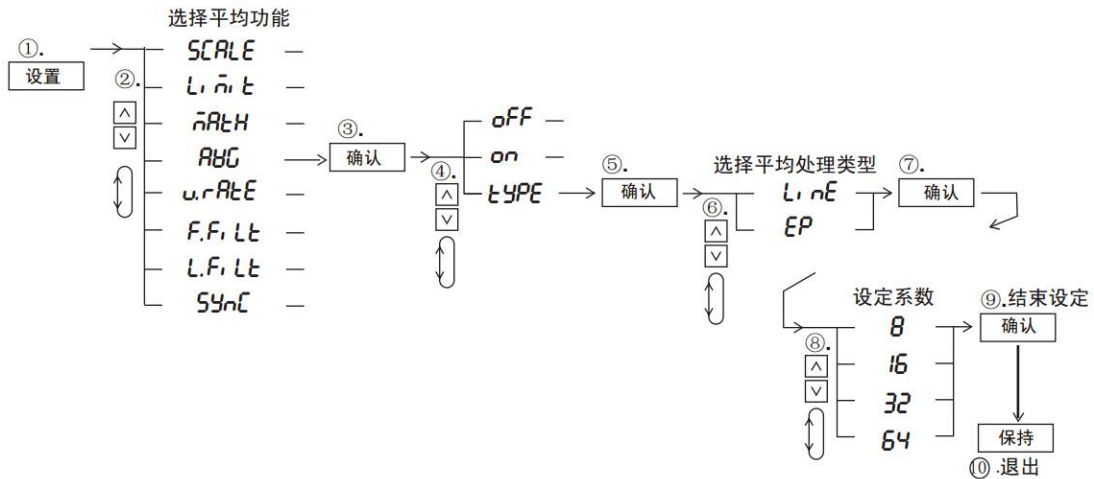 选择平均功能
①.
设置
②.
SCALE
Limit
mAtH
AVG
u.rAtE
F.FiLt
L.FiLt
SYnC
③.
确认
④.
oFF
on
tYPE
⑤.
确认
选择平均处理类型
⑥.
LinE
EP
⑦.
确认
设定系数
⑧.
8
16
32
64
⑨.结束设定
确认
保持
⑩.退出